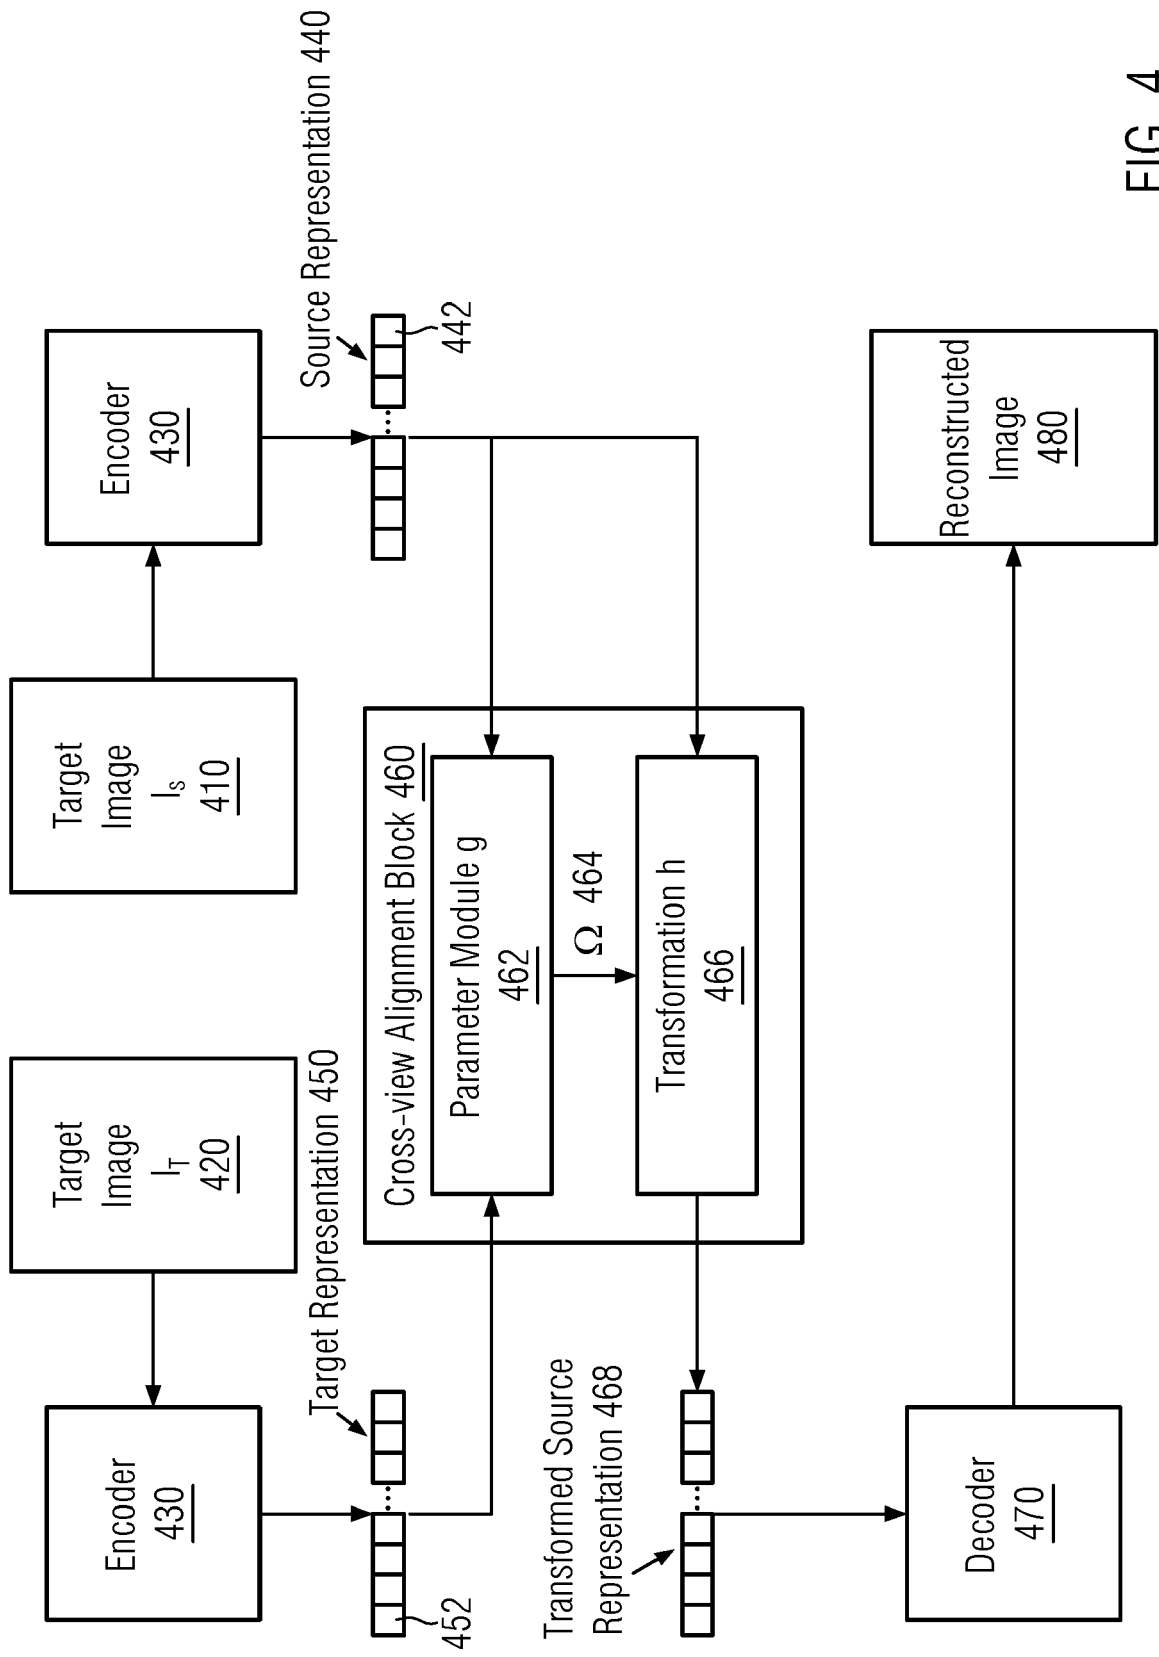 Target
Image
I_T
420
Target
Image
I_S
410
Encoder
430
Encoder
430
Target Representation 450
Source Representation 440
452
442
Cross-view Alignment Block 460
Parameter Module g
462
Ω 464
Transformation h
466
Transformed Source
Representation 468
Decoder
470
Reconstructed
Image
480
FIG 4